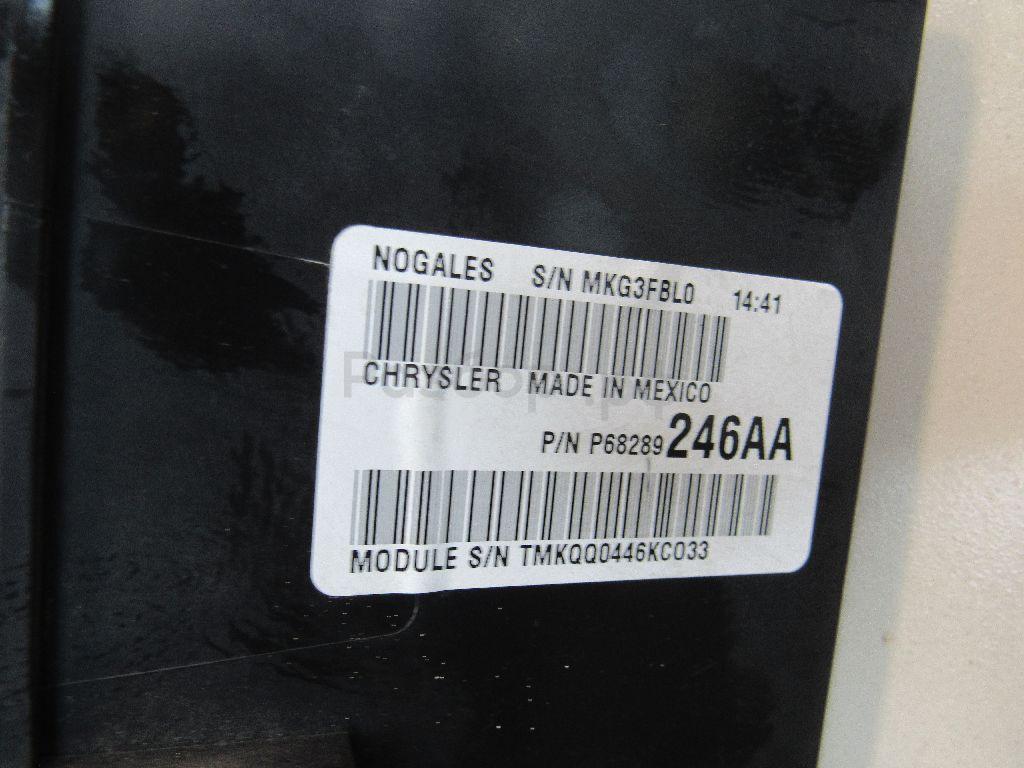 NOGALES S/N MKG3FBL0 14:41
CHRYSLER MADE IN MEXICO
P/N P68289246AA
MODULE S/N TMKQQ0446KC033